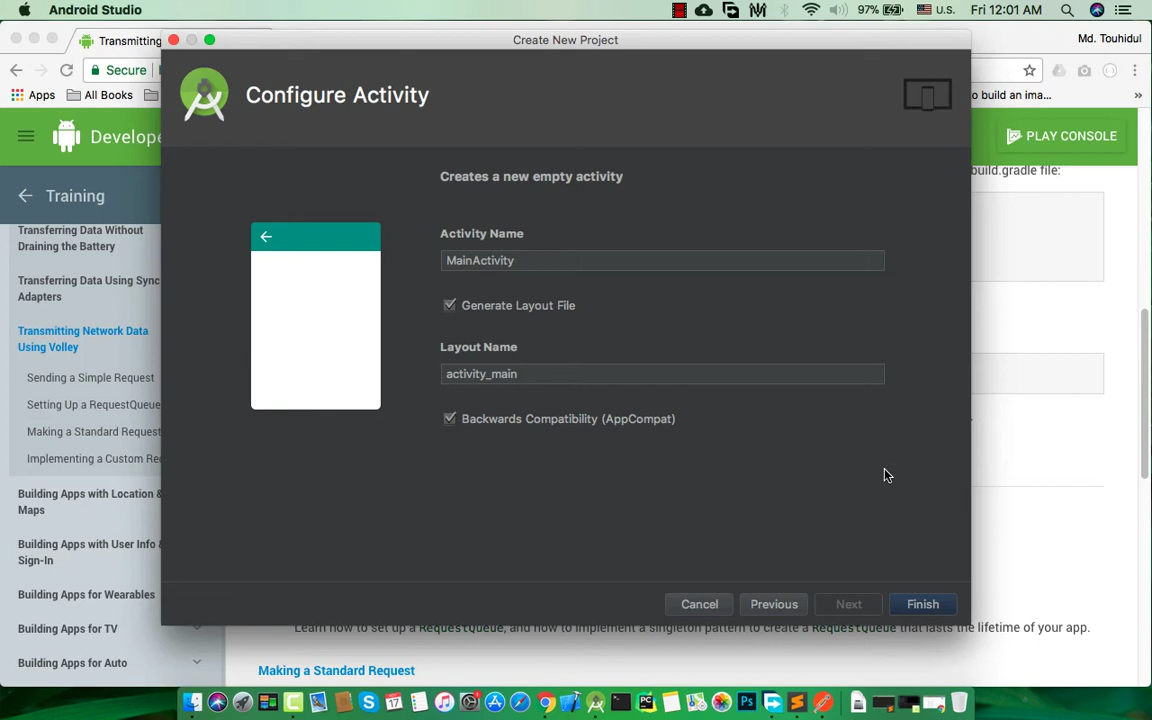 Android Studio
97%
U.S.
Fri 12:01 AM
Transmitting
Create New Project
Md. Touhidul
Secure
Apps
All Books
o build an ima...
»
Configure Activity
Develope
PLAY CONSOLE
build.gradle file:
Training
Creates a new empty activity
Transferring Data Without
Draining the Battery
Activity Name
MainActivity
Transferring Data Using Sync
Adapters
Generate Layout File
Transmitting Network Data
Using Volley
Layout Name
activity_main
Sending a Simple Request
Setting Up a RequestQueue
Backwards Compatibility (AppCompat)
Making a Standard Request
Implementing a Custom Req
Building Apps with Location &
Maps
Building Apps with User Info &
Sign-In
Building Apps for Wearables
Cancel
Previous
Next
Finish
Building Apps for TV
Learn how to set up a RequestQueue, and how to implement a singleton pattern to create a RequestQueue that lasts the lifetime of your app.
Building Apps for Auto
Making a Standard Request